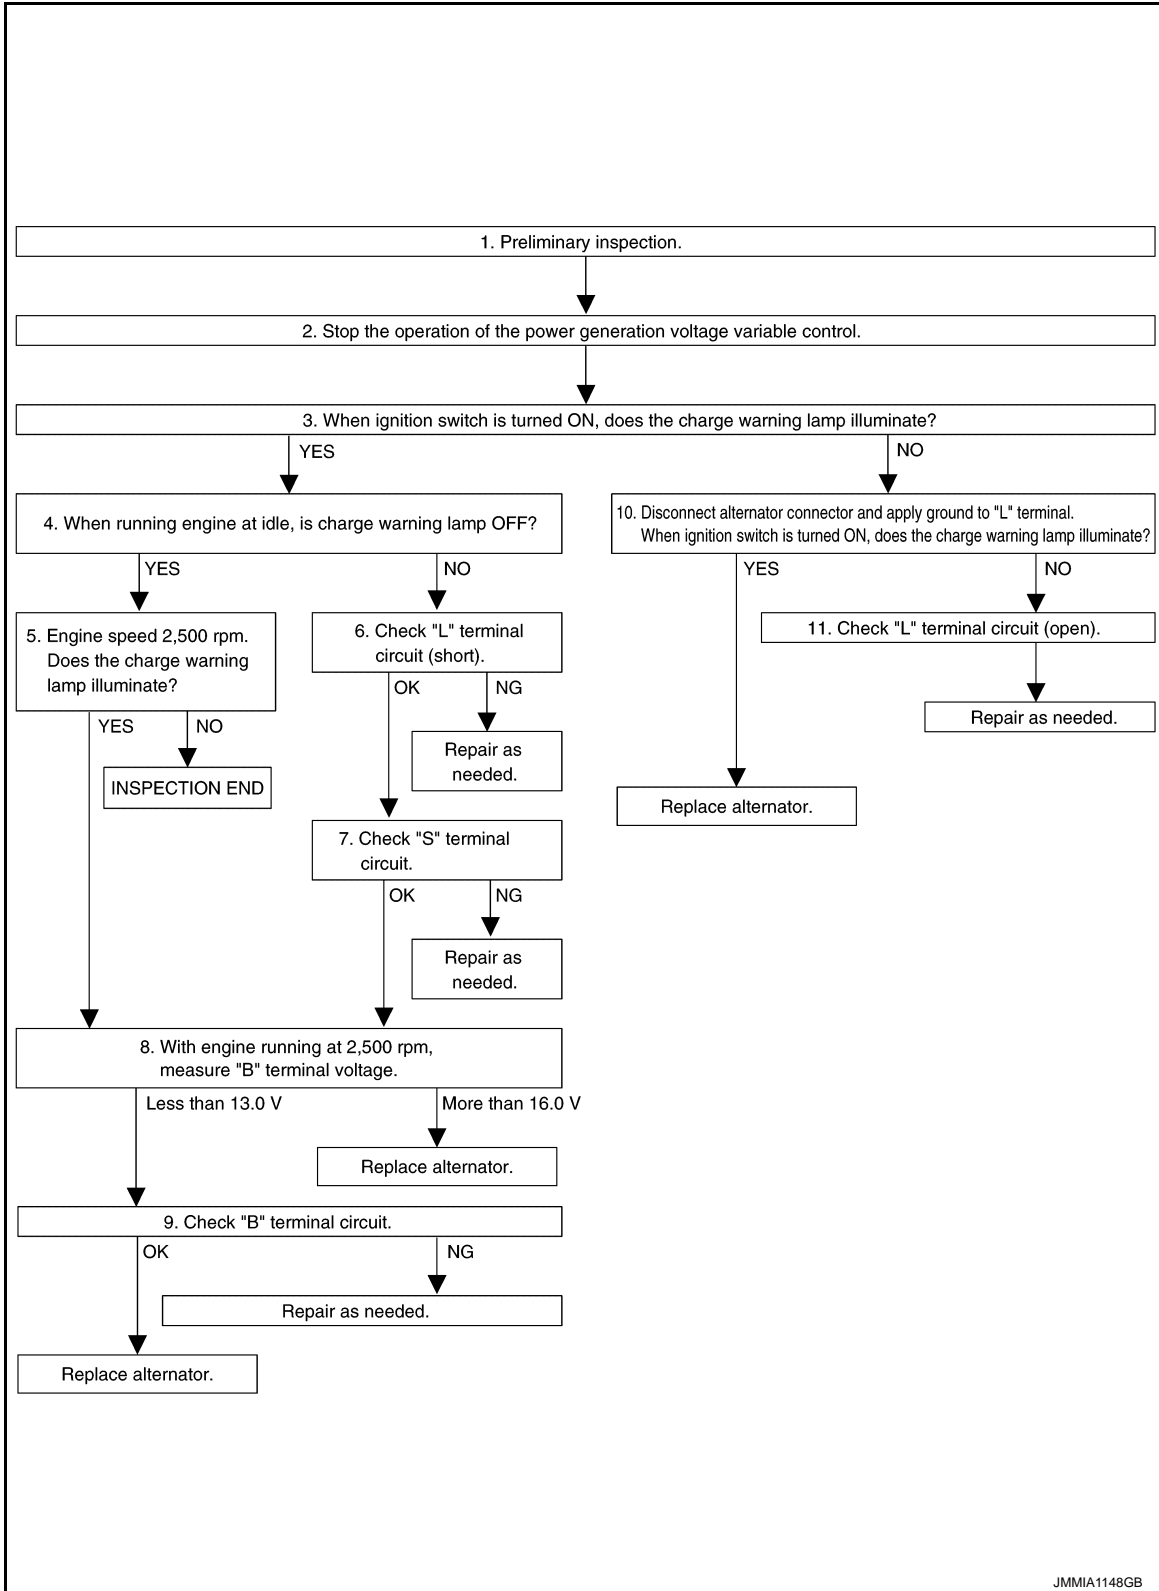 1. Preliminary inspection.
2. Stop the operation of the power generation voltage variable control.
3. When ignition switch is turned ON, does the charge warning lamp illuminate?
YES
NO
4. When running engine at idle, is charge warning lamp OFF?
10. Disconnect alternator connector and apply ground to "L" terminal.
When ignition switch is turned ON, does the charge warning lamp illuminate?
YES
NO
YES
NO
5. Engine speed 2,500 rpm.
Does the charge warning
lamp illuminate?
6. Check "L" terminal
circuit (short).
11. Check "L" terminal circuit (open).
OK
NG
Repair as needed.
YES
NO
Repair as
needed.
INSPECTION END
Replace alternator.
7. Check "S" terminal
circuit.
OK
NG
Repair as
needed.
8. With engine running at 2,500 rpm,
measure "B" terminal voltage.
Less than 13.0 V
More than 16.0 V
Replace alternator.
9. Check "B" terminal circuit.
OK
NG
Repair as needed.
Replace alternator.
JMMIA1148GB